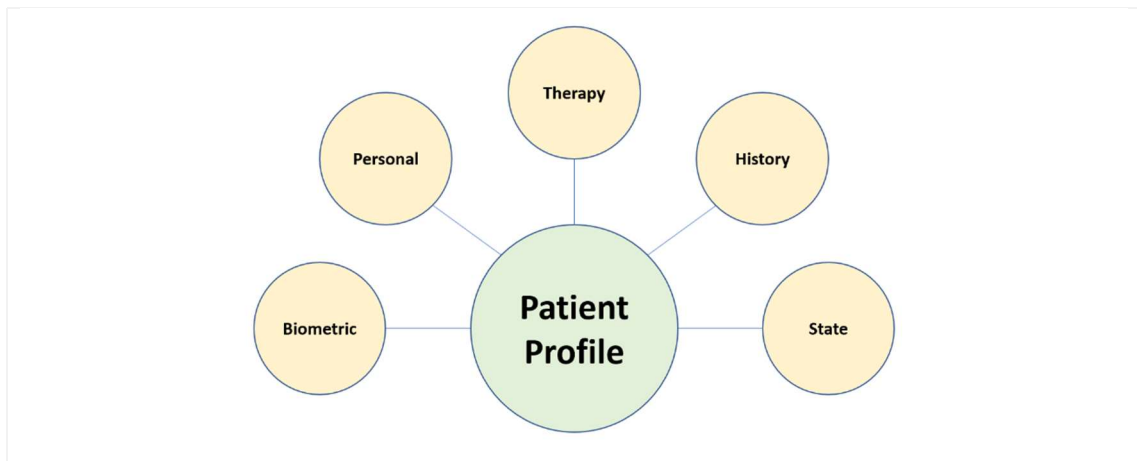 Therapy
Personal
History
Biometric
Patient
Profile
State